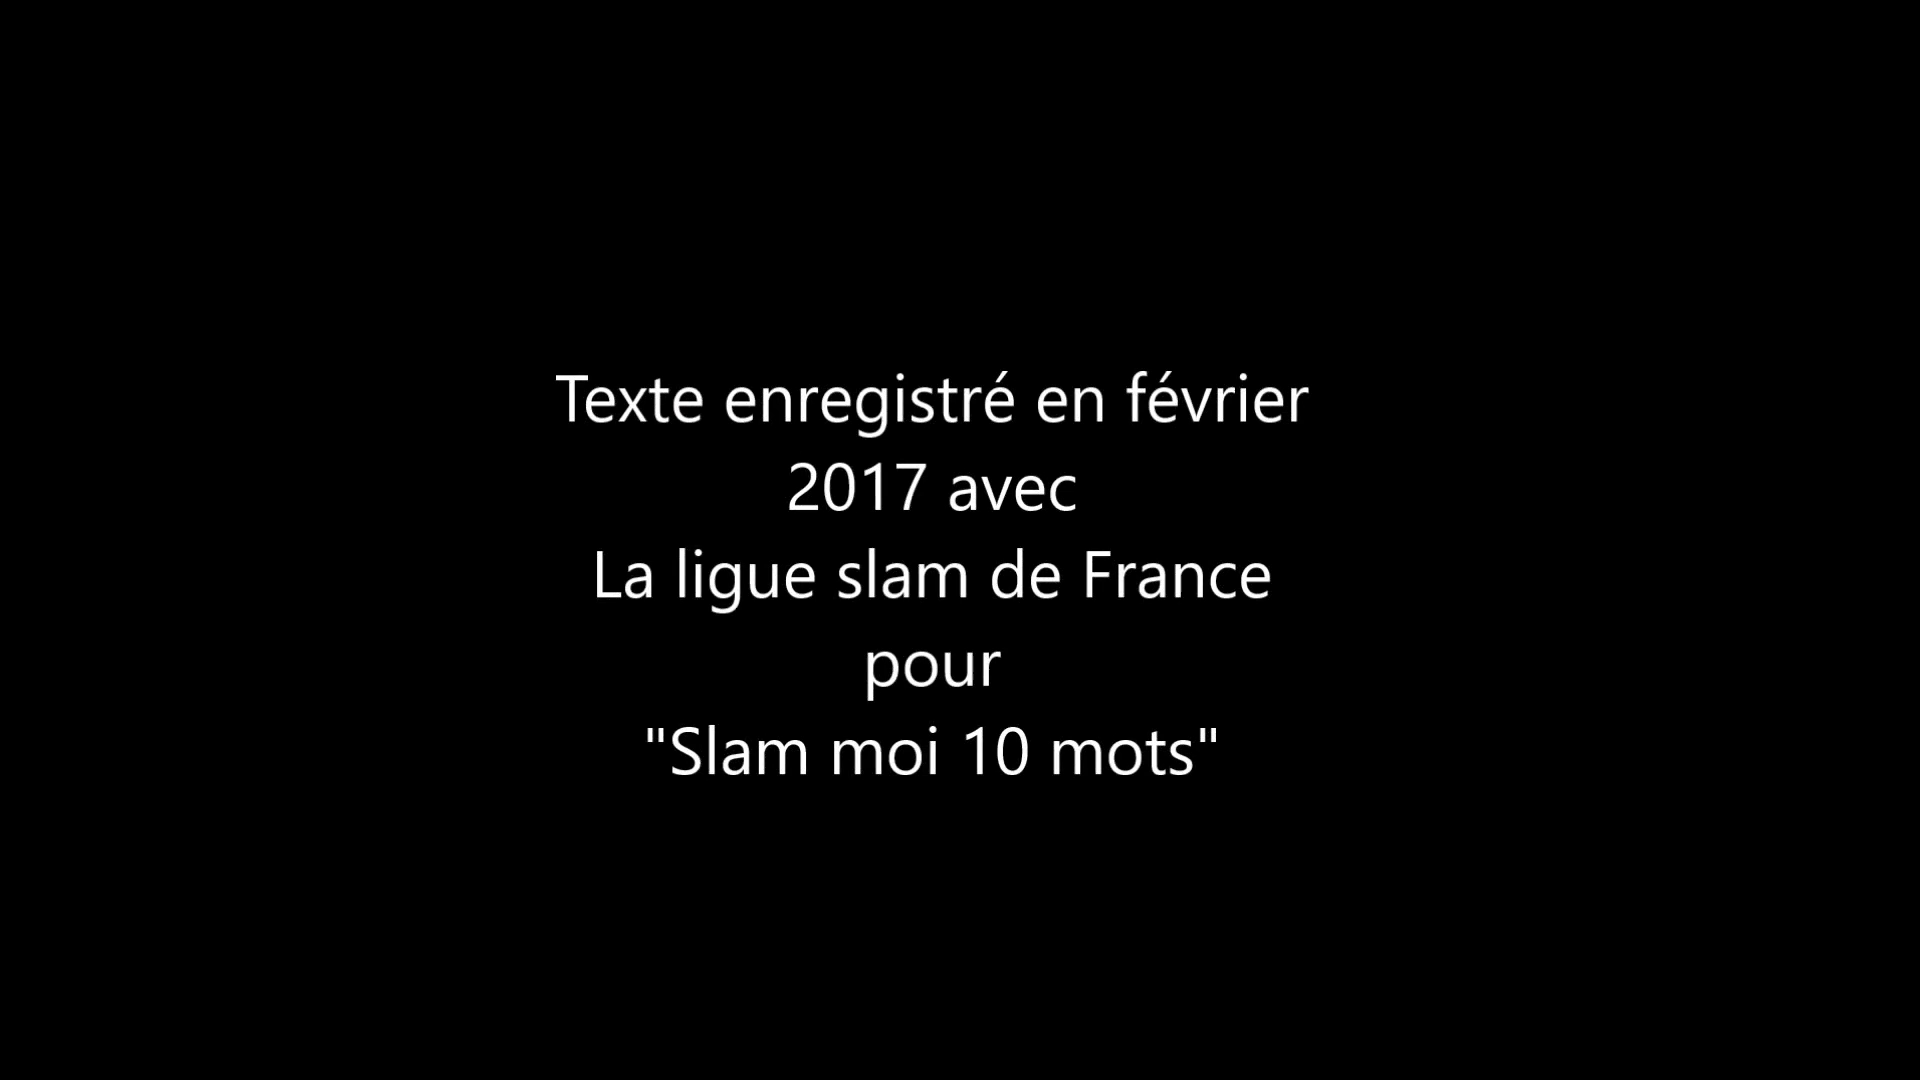 Texte enregistré en février
2017 avec
La ligue slam de France
pour
"Slam moi 10 mots"